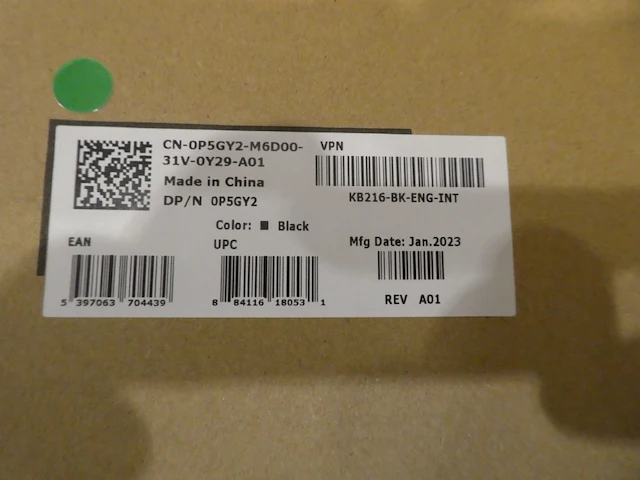 CN-0P5GY2-M6D00-
31V-0Y29-A01
Made in China
DP/N 0P5GY2
VPN
KB216-BK-ENG-INT
Color: Black
EAN
5 397063 704439
UPC
8 84116 18053 1
Mfg Date: Jan.2023
REV A01